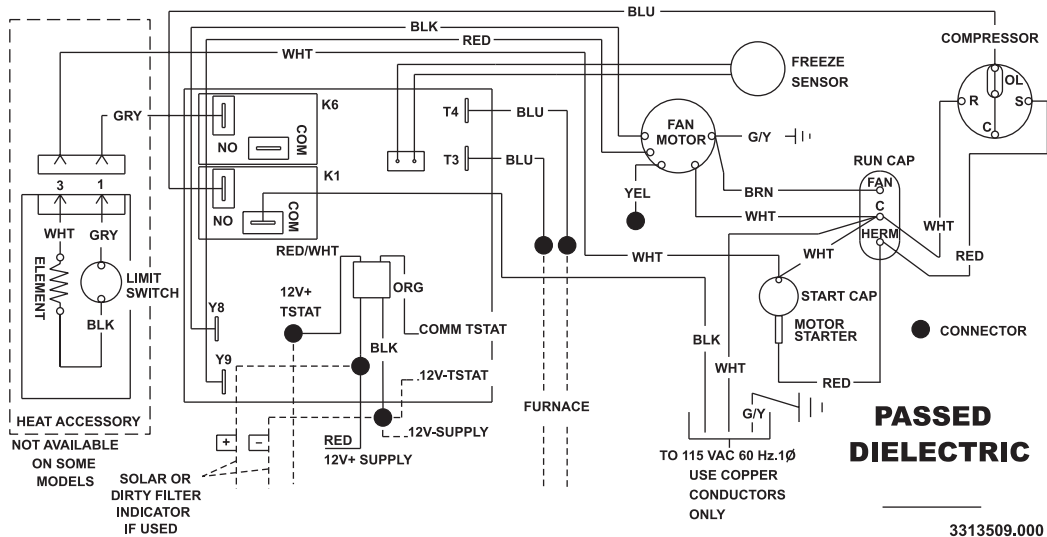 BLU
BLK
RED
WHT
COMPRESSOR
OL
R
S
C
FREEZE
SENSOR
K6
NO
COM
GRY
T4
BLU
T3
BLU
FAN
MOTOR
G/Y
K1
NO
COM
YEL
BRN
WHT
RUN CAP
FAN
C
HERM
WHT
RED
3
1
WHT
GRY
ELEMENT
LIMIT
SWITCH
BLK
HEAT ACCESSORY
NOT AVAILABLE
ON SOME
MODELS
RED/WHT
ORG
12V+
TSTAT
COMM TSTAT
BLK
Y8
Y9
12V-TSTAT
12V-SUPPLY
RED
12V+ SUPPLY
+
−
SOLAR OR
DIRTY FILTER
INDICATOR
IF USED
FURNACE
WHT
WHT
START CAP
MOTOR
STARTER
CONNECTOR
BLK
WHT
RED
G/Y
TO 115 VAC 60 Hz.1Ø
USE COPPER
CONDUCTORS
ONLY
PASSED
DIELECTRIC
3313509.000